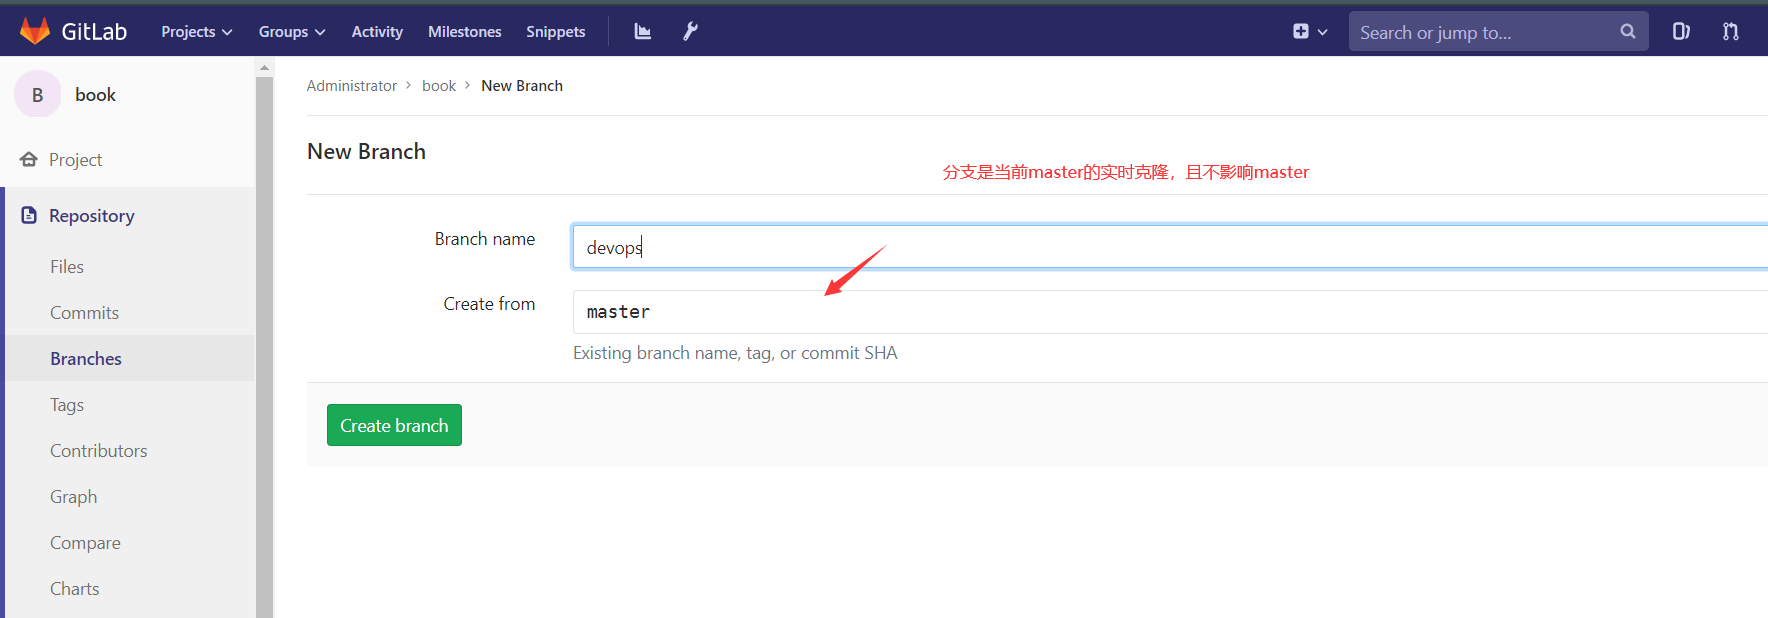 GitLab Projects Groups Activity Milestones Snippets Search or jump to...
B book
Administrator > book > New Branch
Project
Repository
Files
Commits
Branches
Tags
Contributors
Graph
Compare
Charts
New Branch
分支是当前master的实时克隆，且不影响master
Branch name devops
Create from master
Existing branch name, tag, or commit SHA
Create branch